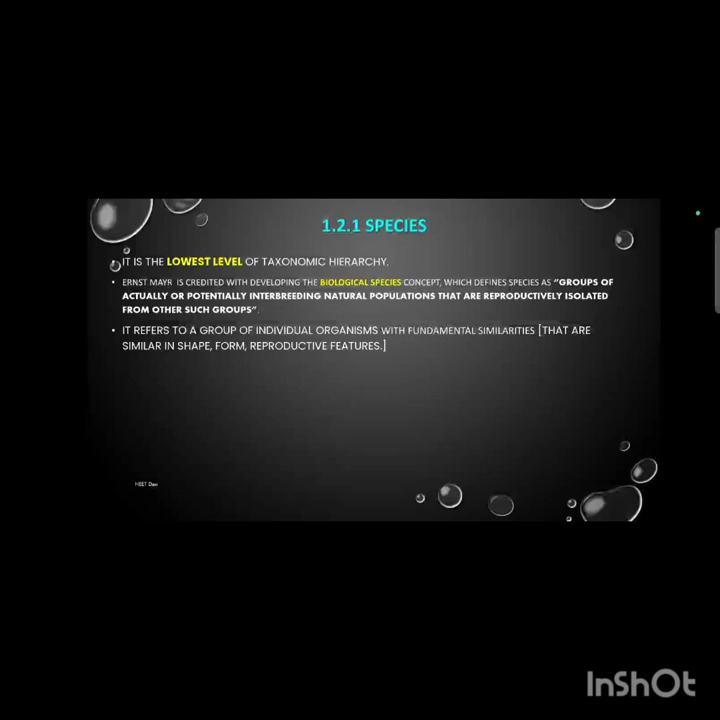 1.2.1 SPECIES
• IT IS THE LOWEST LEVEL OF TAXONOMIC HIERARCHY.
• ERNST MAYR IS CREDITED WITH DEVELOPING THE BIOLOGICAL SPECIES CONCEPT, WHICH DEFINES SPECIES AS "GROUPS OF
ACTUALLY OR POTENTIALLY INTERBREEDING NATURAL POPULATIONS THAT ARE REPRODUCTIVELY ISOLATED
FROM OTHER SUCH GROUPS".
• IT REFERS TO A GROUP OF INDIVIDUAL ORGANISMS WITH FUNDAMENTAL SIMILARITIES [THAT ARE
SIMILAR IN SHAPE, FORM, REPRODUCTIVE FEATURES.]
NEET
InShOt